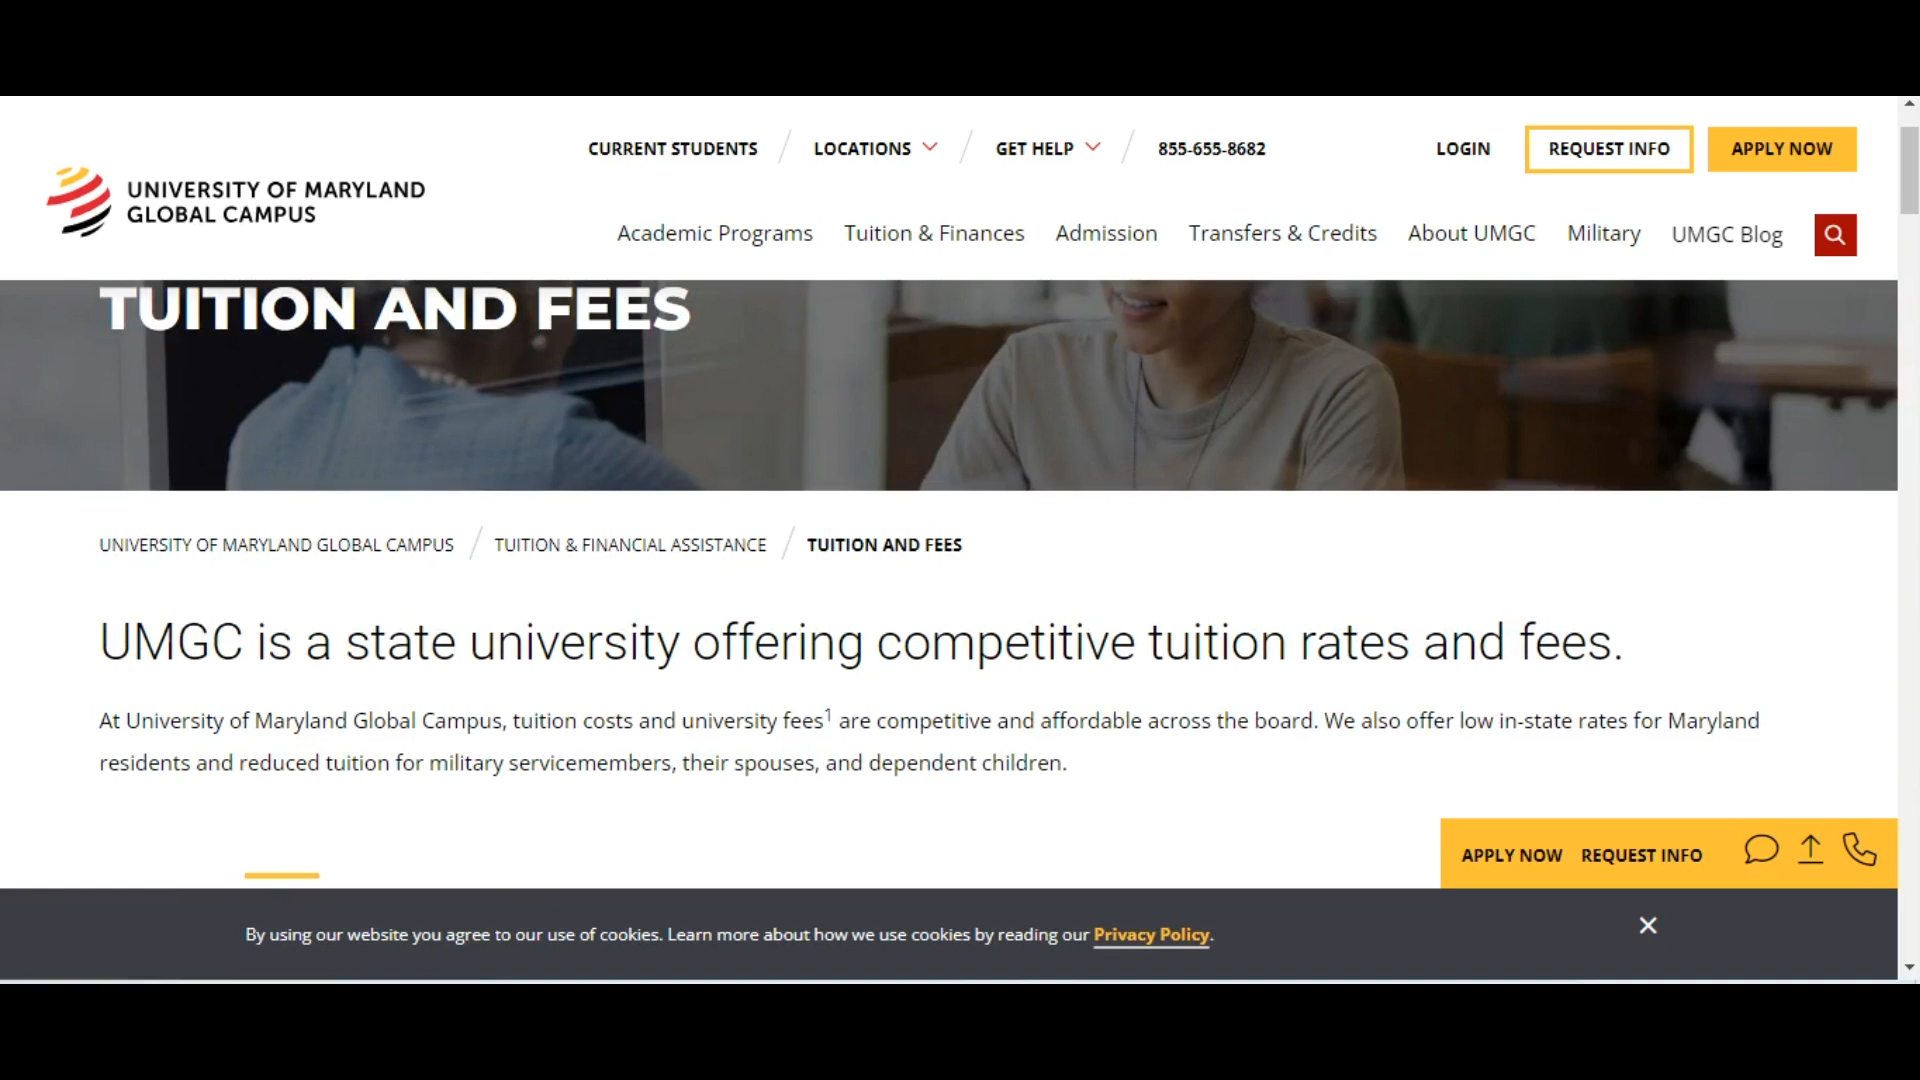 CURRENT STUDENTS LOCATIONS GET HELP 855-655-8682 LOGIN REQUEST INFO APPLY NOW
UNIVERSITY OF MARYLAND
GLOBAL CAMPUS
Academic Programs Tuition & Finances Admission Transfers & Credits About UMGC Military UMGC Blog
TUITION AND FEES
UNIVERSITY OF MARYLAND GLOBAL CAMPUS TUITION & FINANCIAL ASSISTANCE TUITION AND FEES
UMGC is a state university offering competitive tuition rates and fees.
At University of Maryland Global Campus, tuition costs and university fees1 are competitive and affordable across the board. We also offer low in-state rates for Maryland
residents and reduced tuition for military servicemembers, their spouses, and dependent children.
APPLY NOW REQUEST INFO
By using our website you agree to our use of cookies. Learn more about how we use cookies by reading our Privacy Policy.